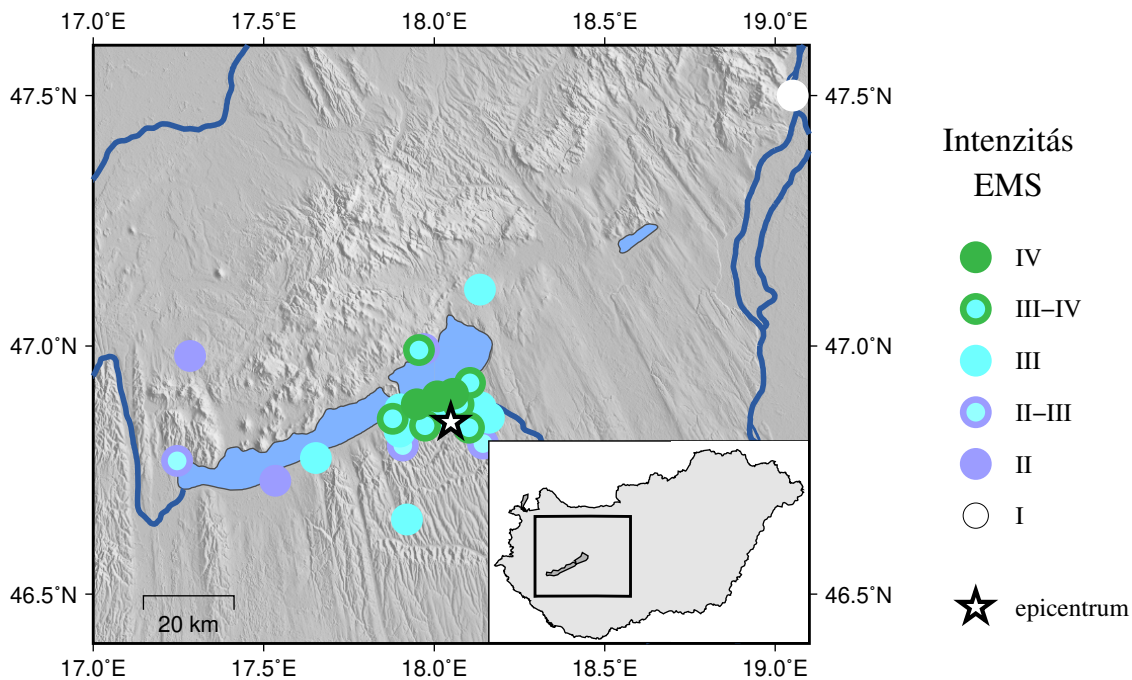 17.0˚E 17.5˚E 18.0˚E 18.5˚E 19.0˚E
47.5˚N 47.5˚N
47.0˚N 47.0˚N
46.5˚N 46.5˚N
20 km
17.0˚E 17.5˚E 18.0˚E 18.5˚E 19.0˚E
Intenzitás
EMS
IV
III–IV
III
II–III
II
I
epicentrum